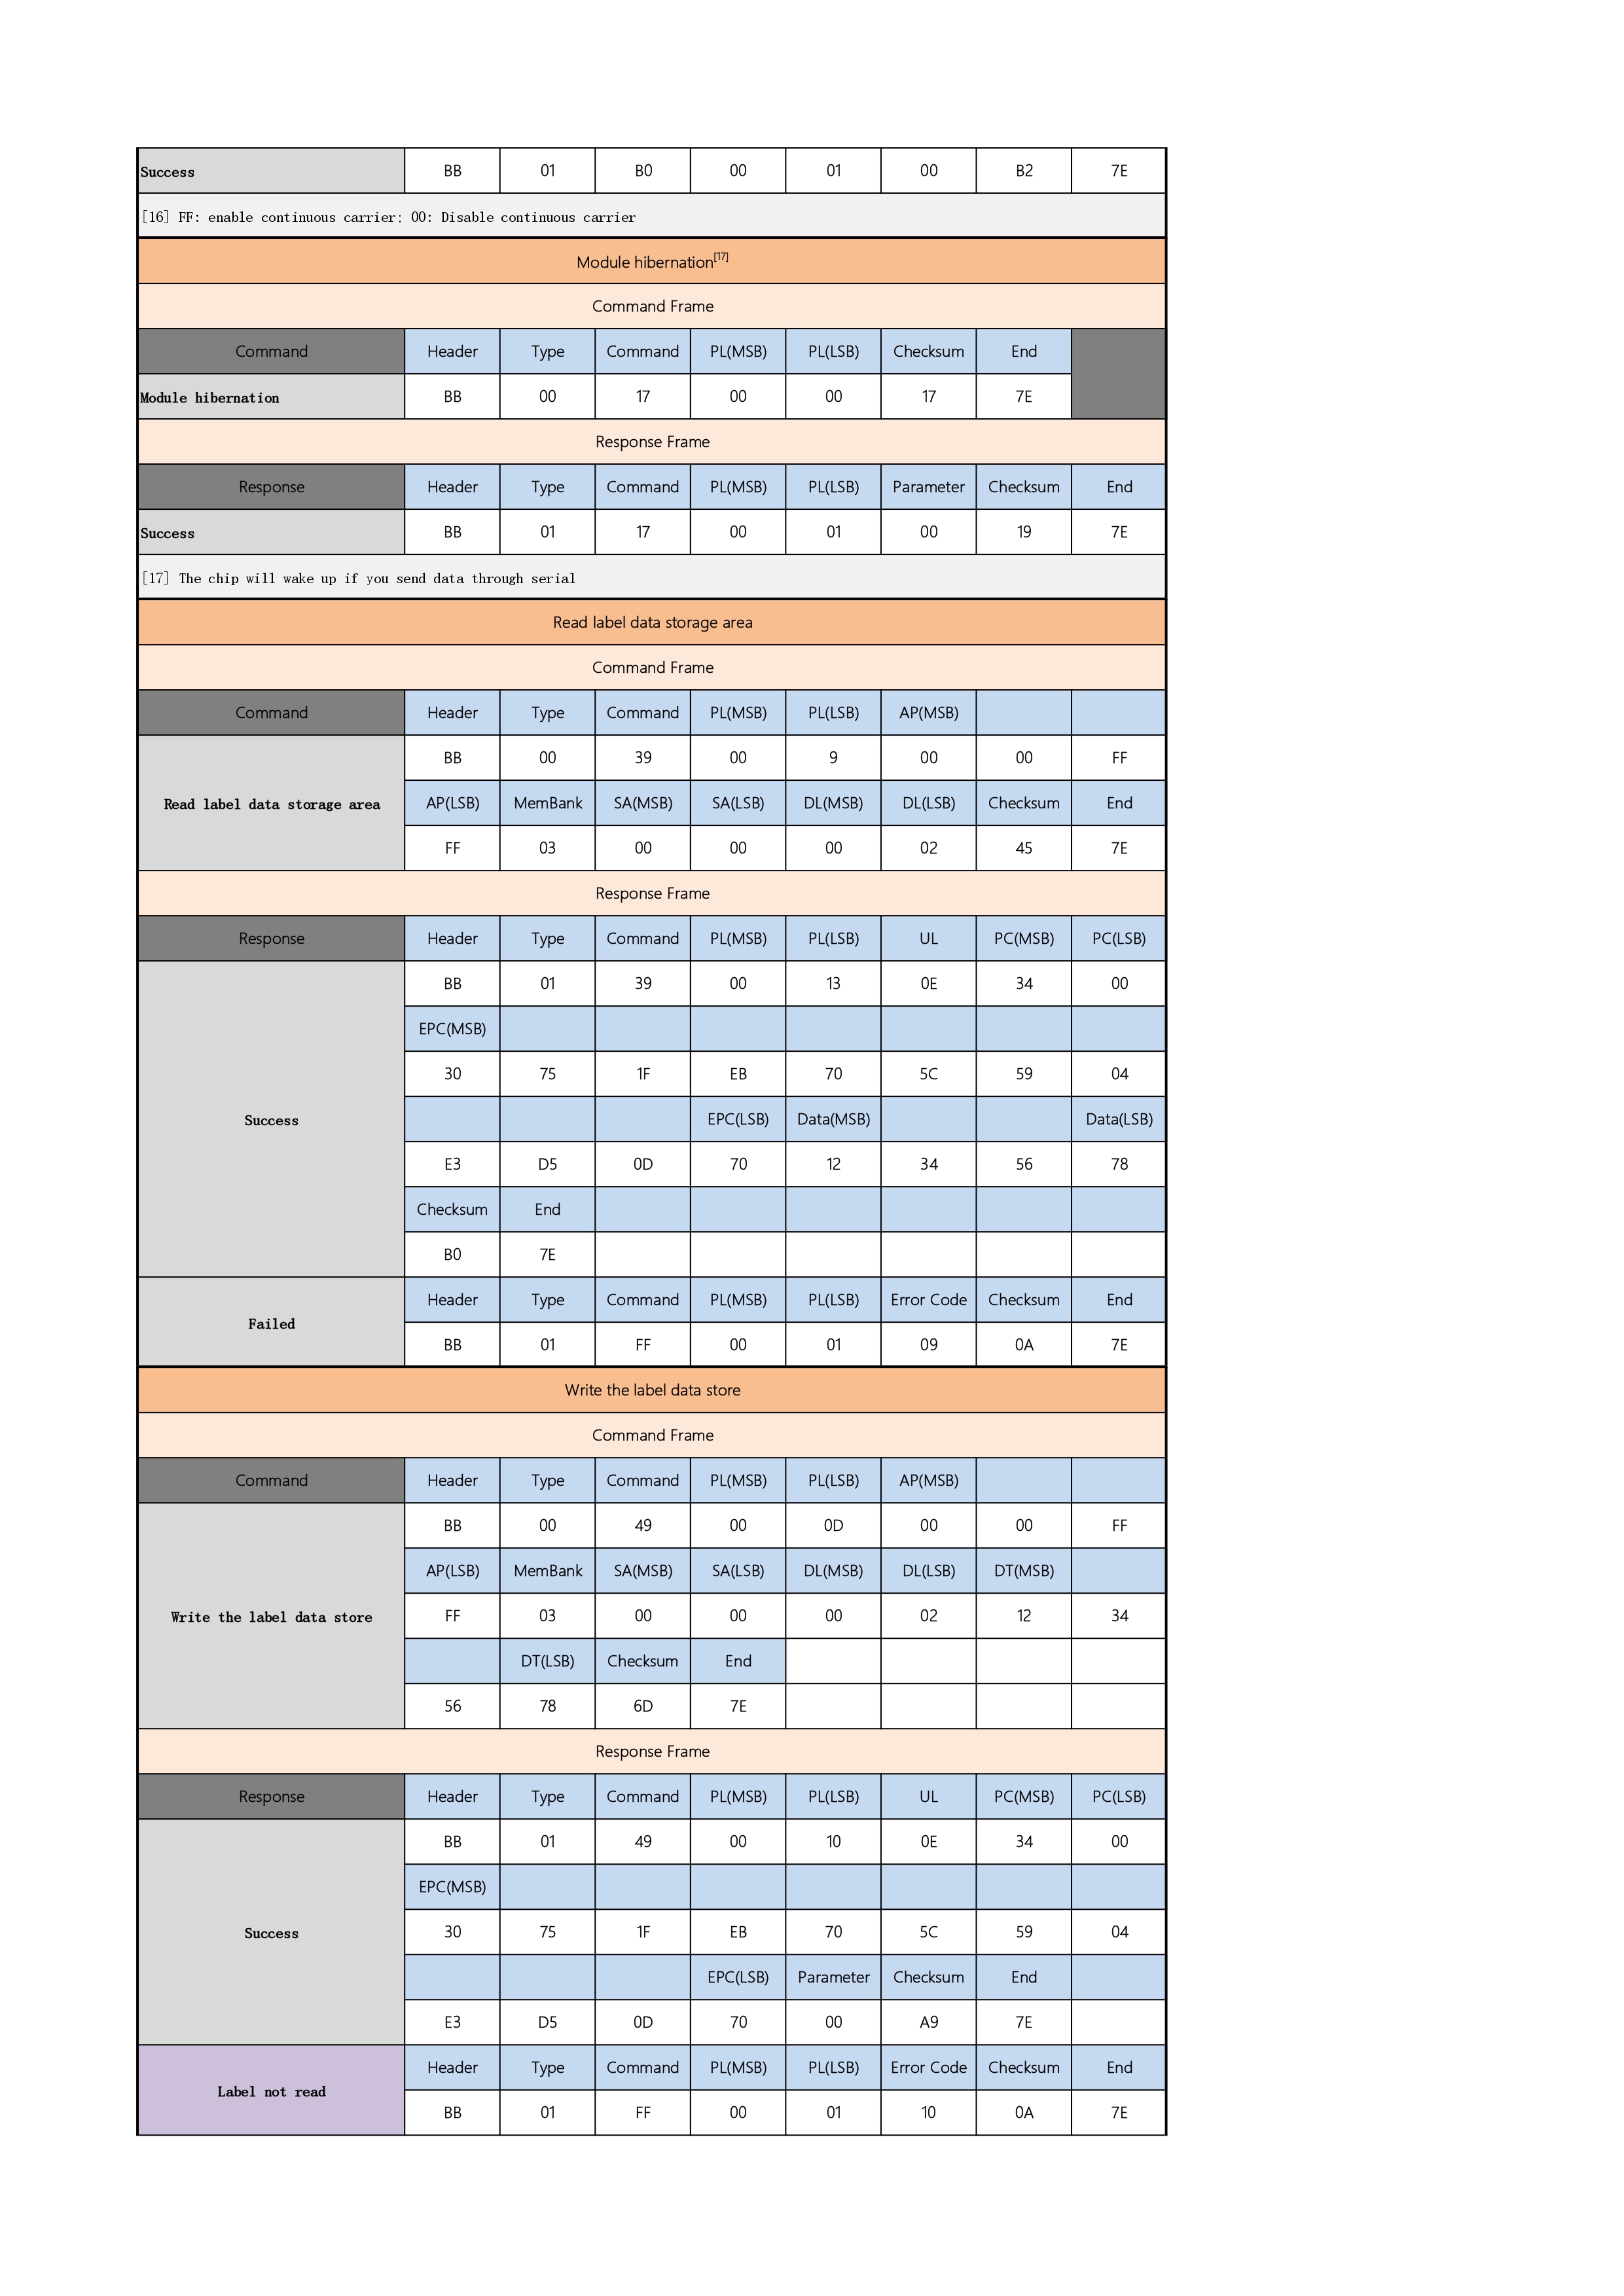 Success BB 01 B0 00 01 00 B2 7E
[16] FF: enable continuous carrier; 00: Disable continuous carrier
Module hibernation[17]
Command Frame
Command Header Type Command PL(MSB) PL(LSB) Checksum End
Module hibernation BB 00 17 00 00 17 7E
Response Frame
Response Header Type Command PL(MSB) PL(LSB) Parameter Checksum End
Success BB 01 17 00 01 00 19 7E
[17] The chip will wake up if you send data through serial
Read label data storage area
Command Frame
Command Header Type Command PL(MSB) PL(LSB) AP(MSB)
BB 00 39 00 9 00 00 FF
Read label data storage area AP(LSB) MemBank SA(MSB) SA(LSB) DL(MSB) DL(LSB) Checksum End
FF 03 00 00 00 02 45 7E
Response Frame
Response Header Type Command PL(MSB) PL(LSB) UL PC(MSB) PC(LSB)
BB 01 39 00 13 0E 34 00
EPC(MSB)
30 75 1F EB 70 5C 59 04
Success EPC(LSB) Data(MSB) Data(LSB)
E3 D5 0D 70 12 34 56 78
Checksum End
B0 7E
Failed Header Type Command PL(MSB) PL(LSB) Error Code Checksum End
BB 01 FF 00 01 09 0A 7E
Write the label data store
Command Frame
Command Header Type Command PL(MSB) PL(LSB) AP(MSB)
BB 00 49 00 0D 00 00 FF
AP(LSB) MemBank SA(MSB) SA(LSB) DL(MSB) DL(LSB) DT(MSB)
Write the label data store FF 03 00 00 00 02 12 34
DT(LSB) Checksum End
56 78 6D 7E
Response Frame
Response Header Type Command PL(MSB) PL(LSB) UL PC(MSB) PC(LSB)
BB 01 49 00 10 0E 34 00
EPC(MSB)
Success 30 75 1F EB 70 5C 59 04
EPC(LSB) Parameter Checksum End
E3 D5 0D 70 00 A9 7E
Label not read Header Type Command PL(MSB) PL(LSB) Error Code Checksum End
BB 01 FF 00 01 10 0A 7E